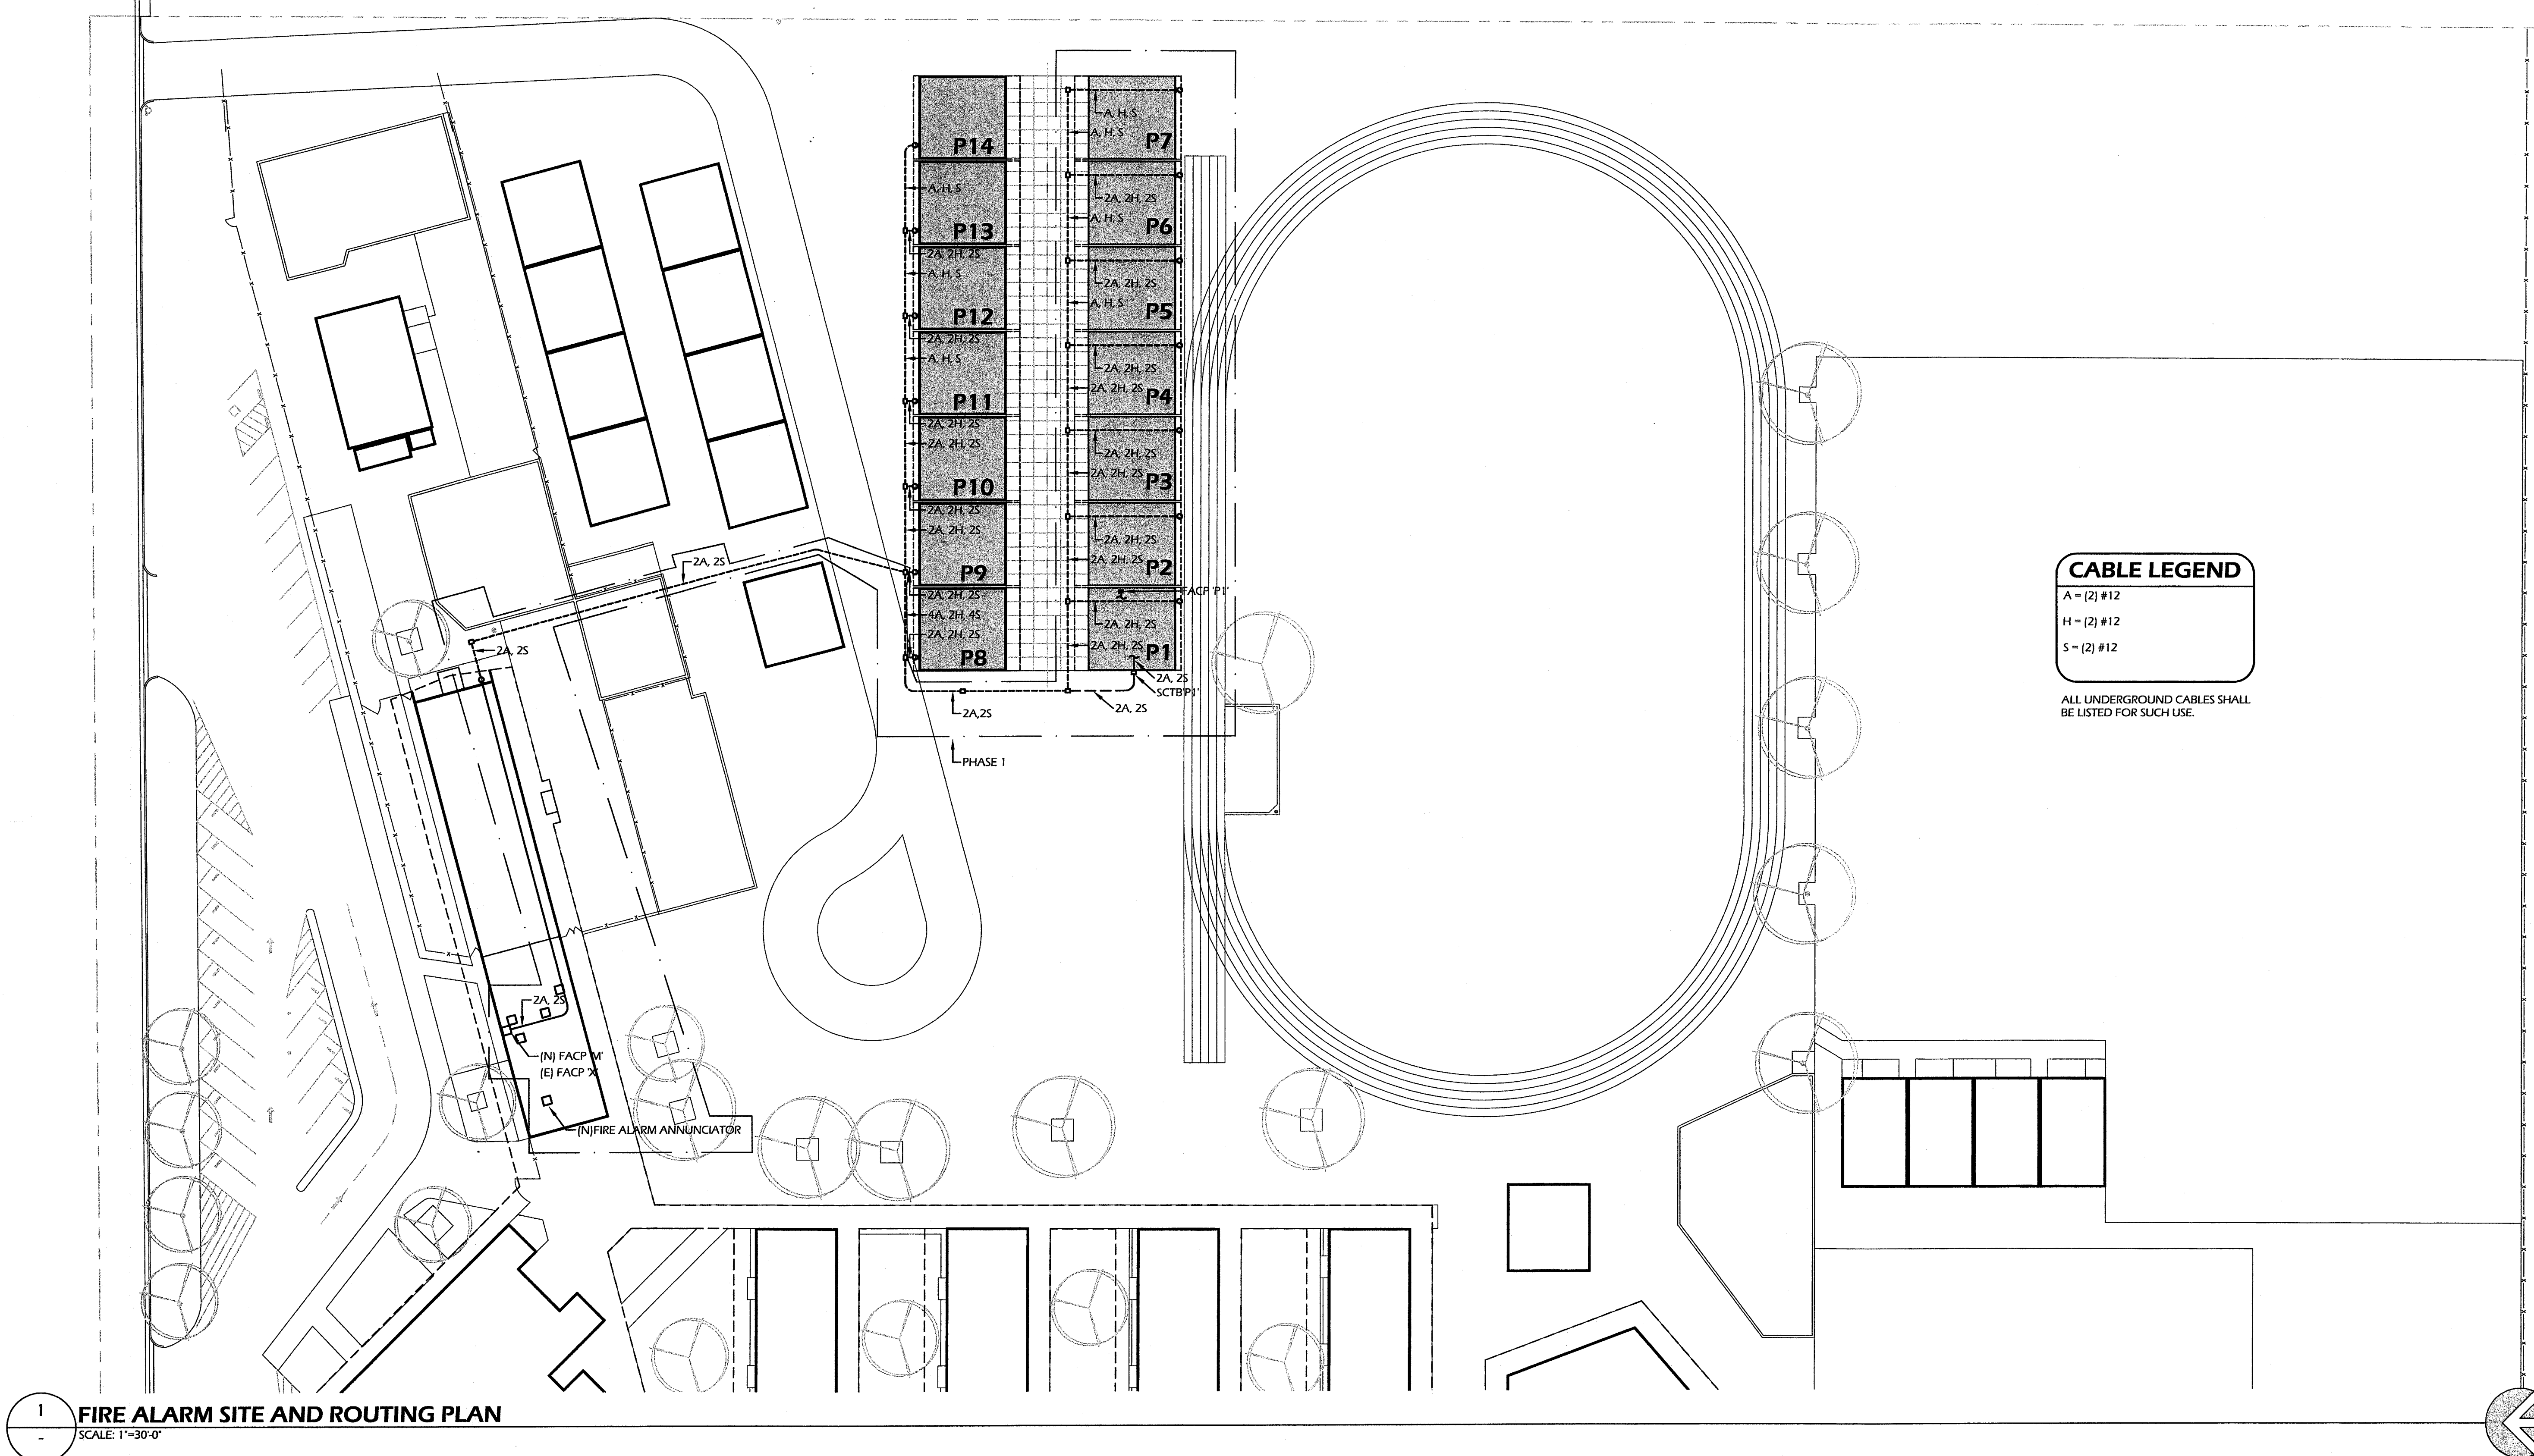 P14
A, H, S
P13
2A, 2H, 2S
A, H, S
P12
2A, 2H, 2S
A, H, S
P11
2A, 2H, 2S
2A, 2H, 2S
P10
2A, 2H, 2S
2A, 2H, 2S
P9
2A, 2H, 2S
4A, 2H, 4S
2A, 2H, 2S
P8
A, H, S
A, H, S
P7
2A, 2H, 2S
A, H, S
P6
2A, 2H, 2S
A, H, S
P5
2A, 2H, 2S
2A, 2H, 2S
P4
2A, 2H, 2S
2A, 2H, 2S
P3
2A, 2H, 2S
2A, 2H, 2S
P2
FACP 'P1'
2A, 2H, 2S
2A, 2H, 2S
P1
2A, 2S
SCTB'P1'
2A, 2S
2A,2S
PHASE 1
2A, 2S
2A, 2S
2A, 2S
(N) FACP 'M'
(E) FACP 'X'
(N)FIRE ALARM ANNUNCIATOR
CABLE LEGEND
A = (2) #12
H = (2) #12
S = (2) #12
ALL UNDERGROUND CABLES SHALL
BE LISTED FOR SUCH USE.
1
-
FIRE ALARM SITE AND ROUTING PLAN
SCALE: 1"=30'-0"